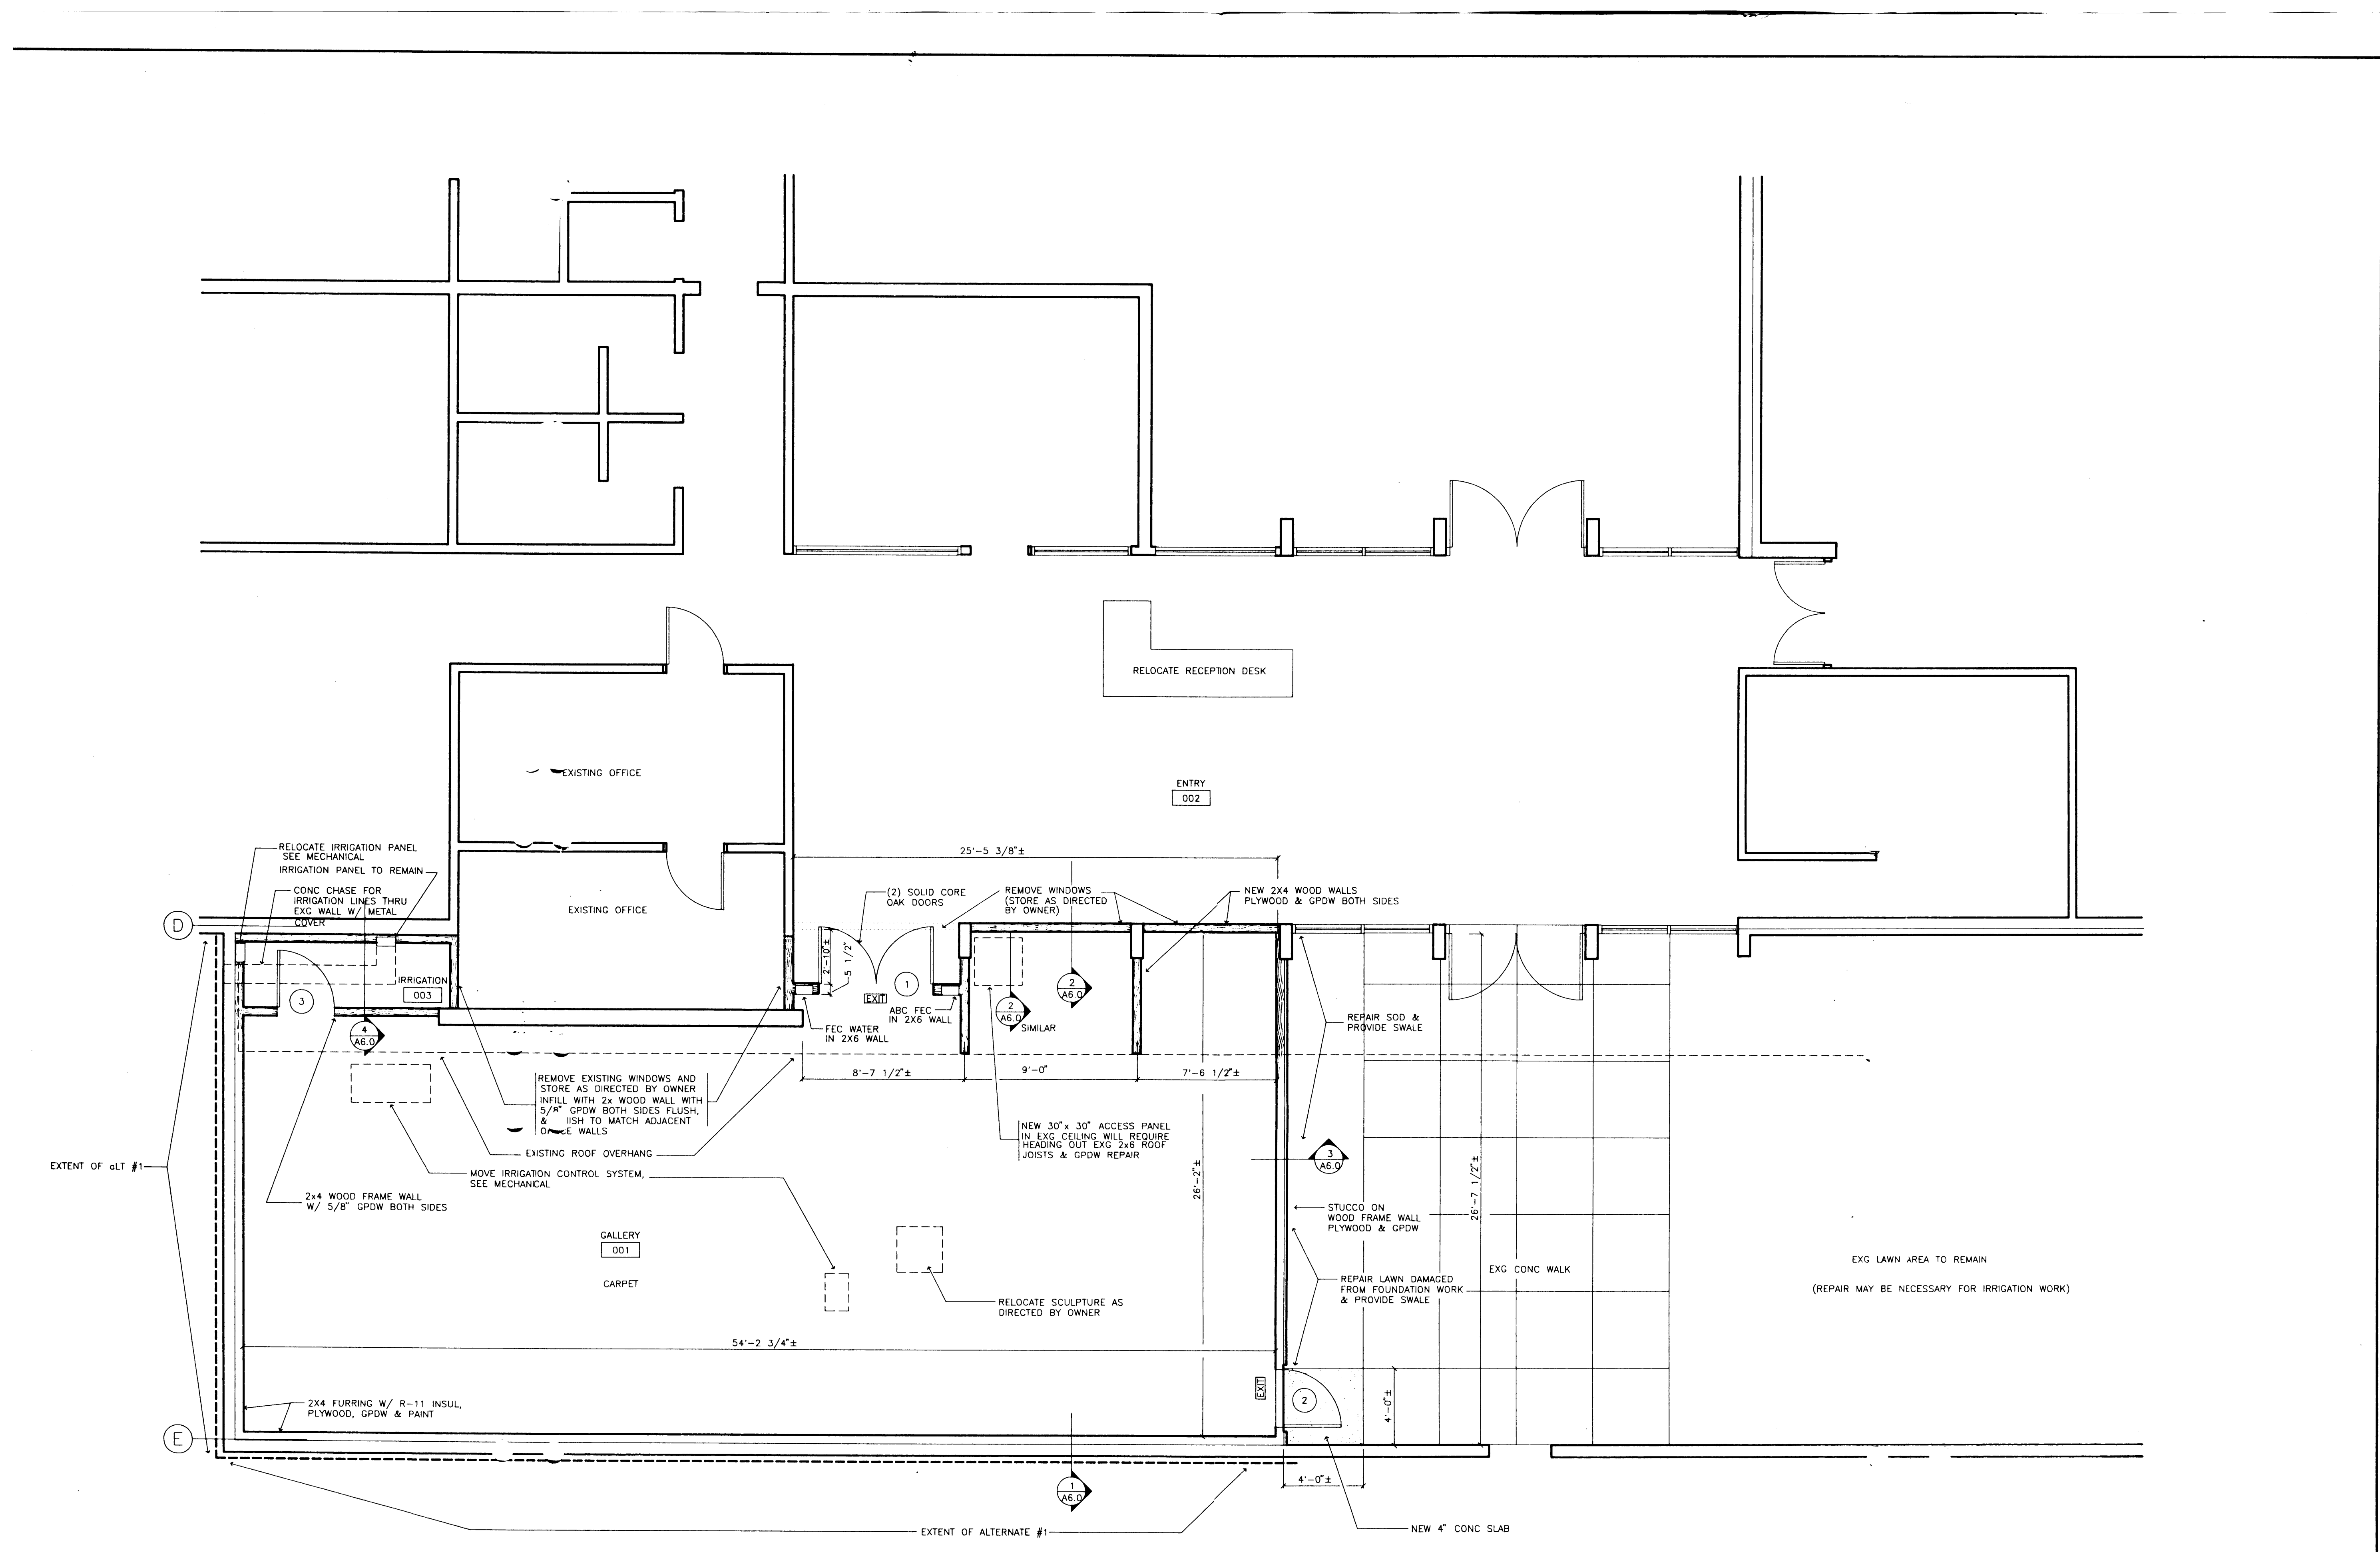 RELOCATE RECEPTION DESK
EXISTING OFFICE
ENTRY
002
RELOCATE IRRIGATION PANEL
SEE MECHANICAL
IRRIGATION PANEL TO REMAIN
CONC CHASE FOR
IRRIGATION LINES THRU
EXG WALL W/ METAL
COVER
D
EXISTING OFFICE
25'-5 3/8"±
(2) SOLID CORE
OAK DOORS
REMOVE WINDOWS
(STORE AS DIRECTED
BY OWNER)
NEW 2X4 WOOD WALLS
PLYWOOD & GPDW BOTH SIDES
2'-10"±
5 1/2"
IRRIGATION
003
3
EXIT
1
ABC FEC
IN 2X6 WALL
FEC WATER
IN 2X6 WALL
2
A6.0
SIMILAR
2
A6.0
4
A6.0
REPAIR SOD &
PROVIDE SWALE
8'-7 1/2"±
9'-0"
7'-6 1/2"±
REMOVE EXISTING WINDOWS AND
STORE AS DIRECTED BY OWNER
INFILL WITH 2x WOOD WALL WITH
5/8" GPDW BOTH SIDES FLUSH,
& ISH TO MATCH ADJACENT
WALLS
NEW 30"x 30" ACCESS PANEL
IN EXG CEILING WILL REQUIRE
HEADING OUT EXG 2x6 ROOF
JOISTS & GPDW REPAIR
EXISTING ROOF OVERHANG
MOVE IRRIGATION CONTROL SYSTEM,
SEE MECHANICAL
EXTENT OF aLT #1
2x4 WOOD FRAME WALL
W/ 5/8" GPDW BOTH SIDES
3
A6.0
26'-2"±
26'-7 1/2"±
STUCCO ON
WOOD FRAME WALL
PLYWOOD & GPDW
GALLERY
001
CARPET
EXG CONC WALK
EXG LAWN AREA TO REMAIN
(REPAIR MAY BE NECESSARY FOR IRRIGATION WORK)
REPAIR LAWN DAMAGED
FROM FOUNDATION WORK
& PROVIDE SWALE
RELOCATE SCULPTURE AS
DIRECTED BY OWNER
54'-2 3/4"±
2X4 FURRING W/ R-11 INSUL,
PLYWOOD, GPDW & PAINT
EXIT
2
4'-0"±
E
4'-0"±
1
A6.0
EXTENT OF ALTERNATE #1
NEW 4" CONC SLAB